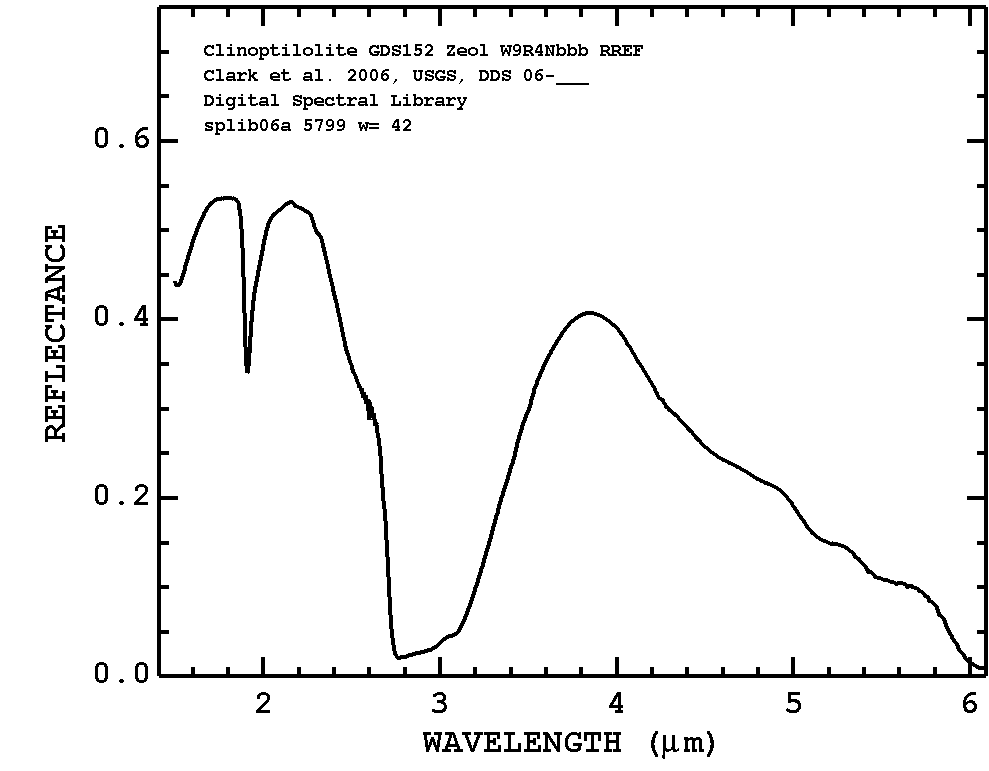 Clinoptilolite GDS152 Zeol W9R4Nbbb RREF
Clark et al. 2006, USGS, DDS 06-___
Digital Spectral Library
splib06a 5799 w= 42
0.6
0.4
0.2
0.0
REFLECTANCE
2 3 4 5 6
WAVELENGTH (μm)